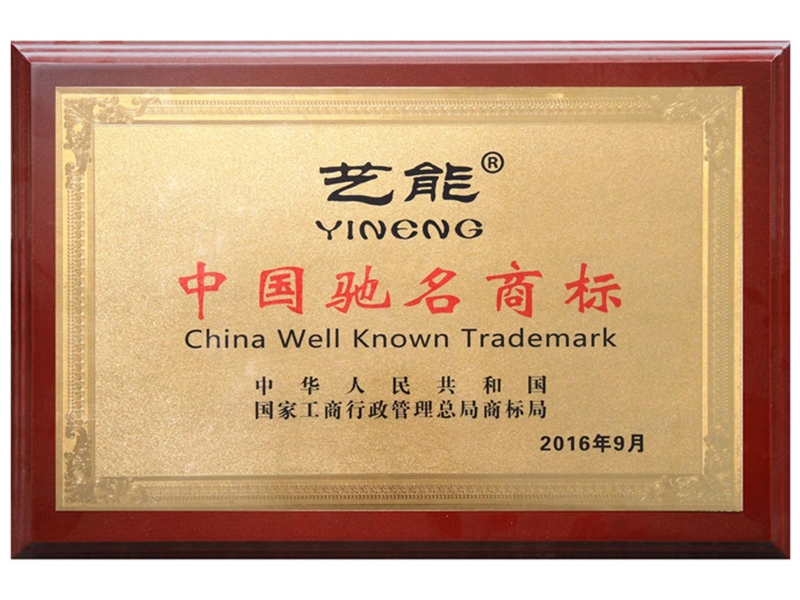 艺能®
YINENG
中国驰名商标
China Well Known Trademark
中华人民共和国
国家工商行政管理总局商标局
2016年9月